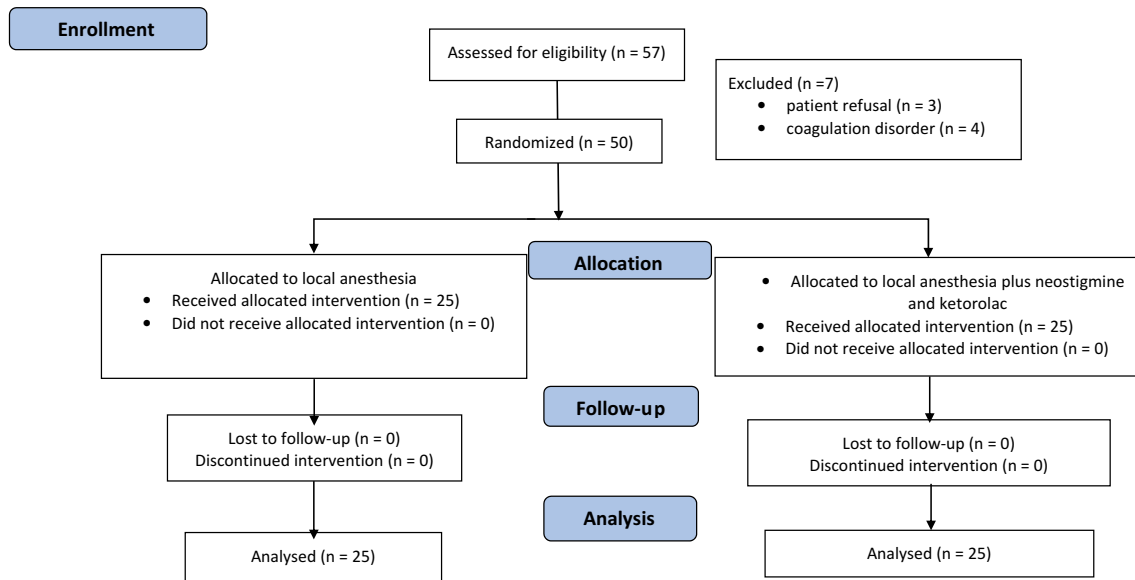 Enrollment
Assessed for eligibility (n = 57)
Excluded (n =7)
• patient refusal (n = 3)
• coagulation disorder (n = 4)
Randomized (n = 50)
Allocation
Allocated to local anesthesia
• Received allocated intervention (n = 25)
• Did not receive allocated intervention (n = 0)
• Allocated to local anesthesia plus neostigmine
and ketorolac
• Received allocated intervention (n = 25)
• Did not receive allocated intervention (n = 0)
Follow-up
Lost to follow-up (n = 0)
Discontinued intervention (n = 0)
Lost to follow-up (n = 0)
Discontinued intervention (n = 0)
Analysis
Analysed (n = 25)
Analysed (n = 25)